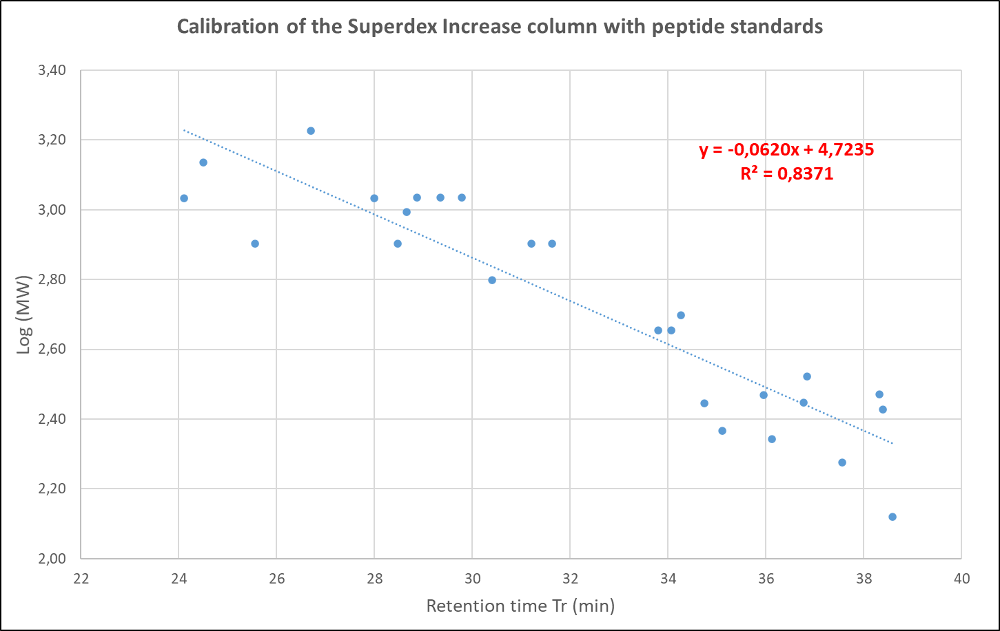 Calibration of the Superdex Increase column with peptide standards
3,40
3,20
3,00
2,80
2,60
2,40
2,20
2,00
Log (MW)
y = -0,0620x + 4,7235
R² = 0,8371
22 24 26 28 30 32 34 36 38 40
Retention time Tr (min)